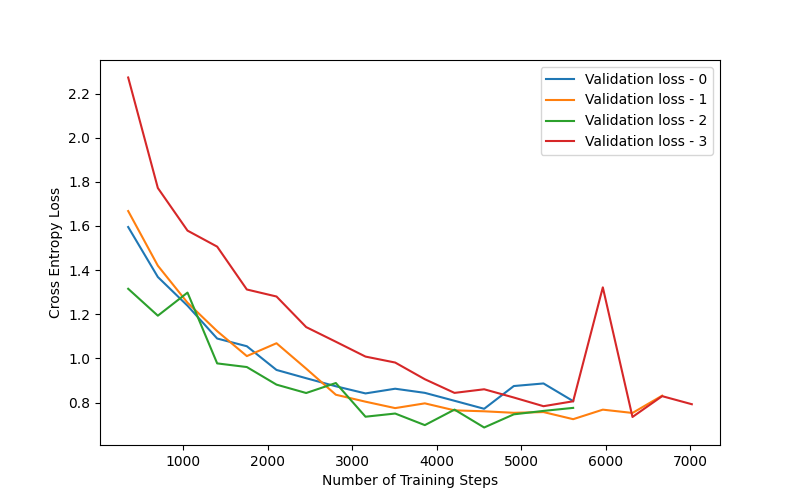 Validation loss - 0
Validation loss - 1
Validation loss - 2
Validation loss - 3
2.2
2.0
1.8
1.6
1.4
1.2
1.0
0.8
Cross Entropy Loss
1000 2000 3000 4000 5000 6000 7000
Number of Training Steps